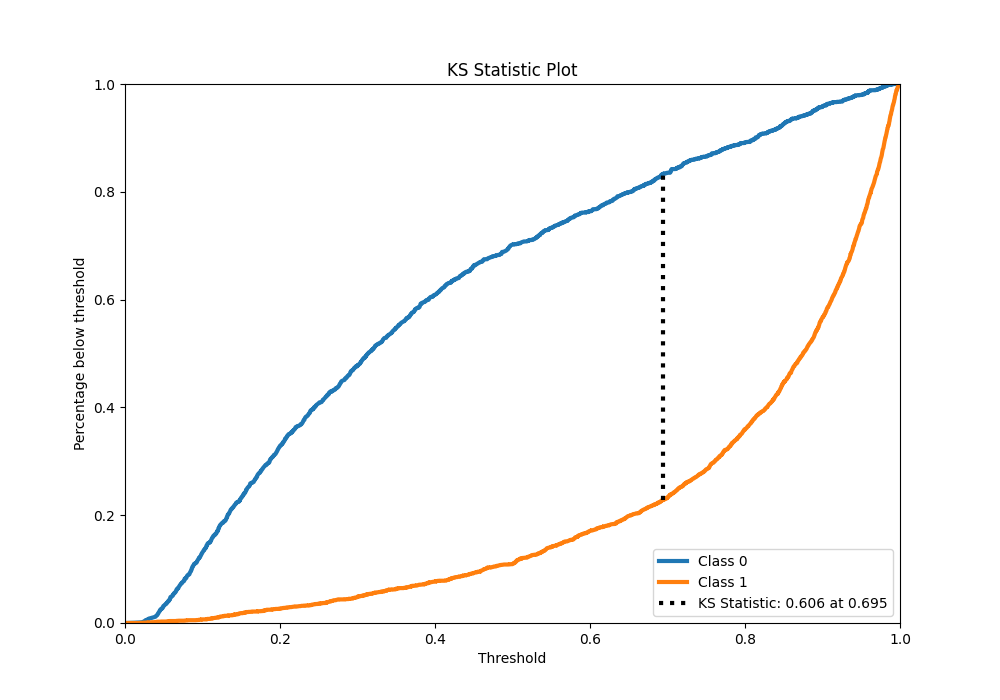 KS Statistic Plot
Percentage below threshold
1.0
0.8
0.6
0.4
0.2
0.0
0.0 0.2 0.4 0.6 0.8 1.0
Threshold
Class 0
Class 1
KS Statistic: 0.606 at 0.695